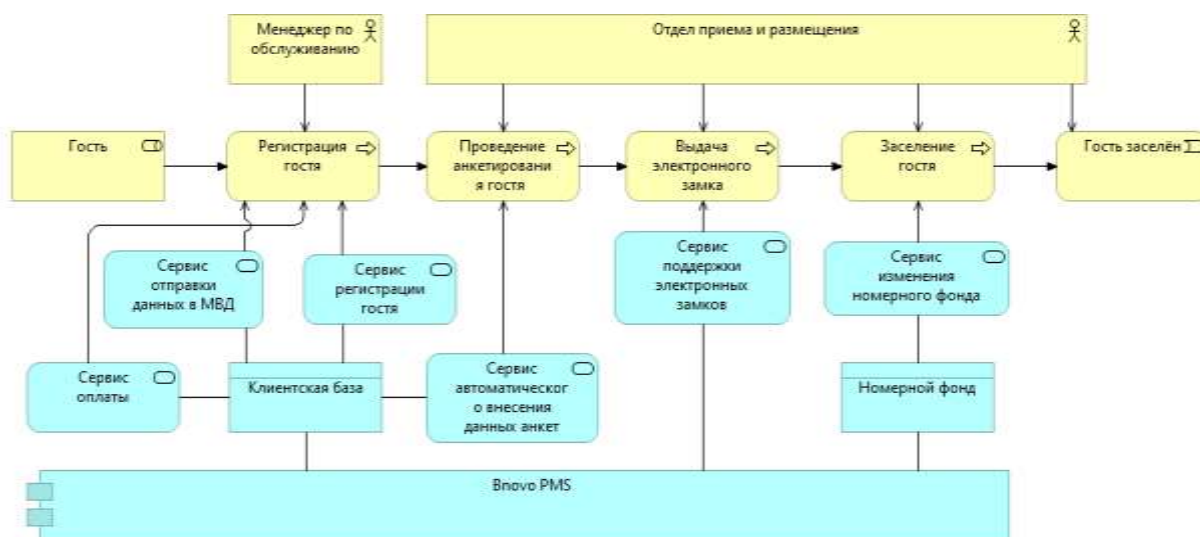 Менеджер по
обслуживанию
Отдел приема и размещения
Гость
Регистрация
гостя
Проведение
анкетировани
я гостя
Выдача
электронного
замка
Заселение
гостя
Гость заселён
Сервис
отправки
данных в МВД
Сервис
регистрации
гостя
Сервис
поддержки
электронных
замков
Сервис
изменения
номерного фонда
Сервис
оплаты
Клиентская база
Сервис
автоматическог
о внесения
данных анкет
Номерной фонд
Bnovo PMS